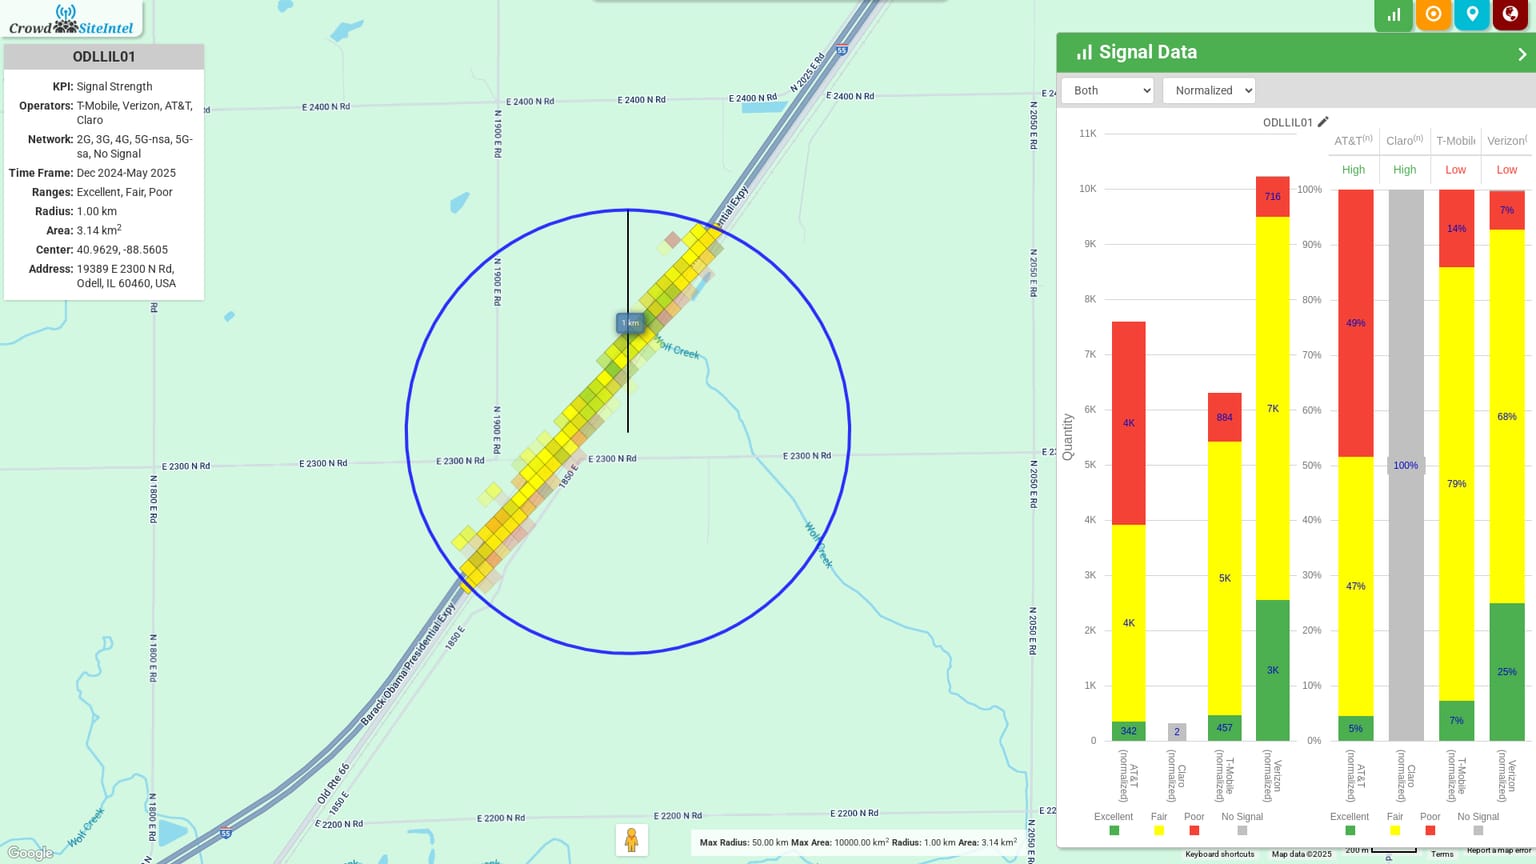 Crowd SiteIntel
ODLLIL01
KPI: Signal Strength
Operators: T-Mobile, Verizon, AT&T,
Claro
Network: 2G, 3G, 4G, 5G-nsa, 5G-
sa, No Signal
Time Frame: Dec 2024-May 2025
Ranges: Excellent, Fair, Poor
Radius: 1.00 km
Area: 3.14 km²
Center: 40.9629, -88.5605
Address: 19389 E 2300 N Rd,
Odell, IL 60460, USA
Rd
E 2400 N Rd
E 2400 N Rd
E 2400 N Rd
E 2400 N Rd
E 2400 N Rd
E 24
N 2025 E Rd
55
N 1900 E Rd
N 2050 E Rd
ential Expy
N 1900 E Rd
N 2050 E Rd
Rd
1 km
Wolf Creek
N 1900 E Rd
E 2300 N Rd
E 2300 N Rd
E 2300 N Rd
E 2300 N Rd
E 2300 N Rd
E 2
1850 E
N 1800 E Rd
N 2050 E Rd
Wolf Creek
Barack Obama Presidential Expy
1850 E
N 1800 E Rd
N 2050 E Rd
Old Rte 66
1850 E
N 1800 E Rd
N 2050 E Rd
E 2200 N Rd
E 2200 N Rd
E 2200 N Rd
E 2200 N Rd
E 22
Wolf Creek
55
N
Google
Max Radius: 50.00 km Max Area: 10000.00 km² Radius: 1.00 km Area: 3.14 km²
Keyboard shortcuts
Map data ©2025
200 m
Terms
Report a map error
Signal Data
Both
Normalized
ODLLIL01
11K
10K
9K
8K
7K
6K
5K
4K
3K
2K
1K
0
Quantity
4K
4K
342
2
884
5K
457
716
7K
3K
AT&T (normalized)
Claro (normalized)
T-Mobile (normalized)
Verizon (normalized)
Excellent
Fair
Poor
No Signal
AT&T(n)
Claro(n)
T-Mobile
Verizon(
High
High
Low
Low
100%
90%
80%
70%
60%
50%
40%
30%
20%
10%
0%
49%
47%
5%
100%
14%
79%
7%
7%
68%
25%
AT&T (normalized)
Claro (normalized)
T-Mobile (normalized)
Verizon (normalized)
Excellent
Fair
Poor
No Signal